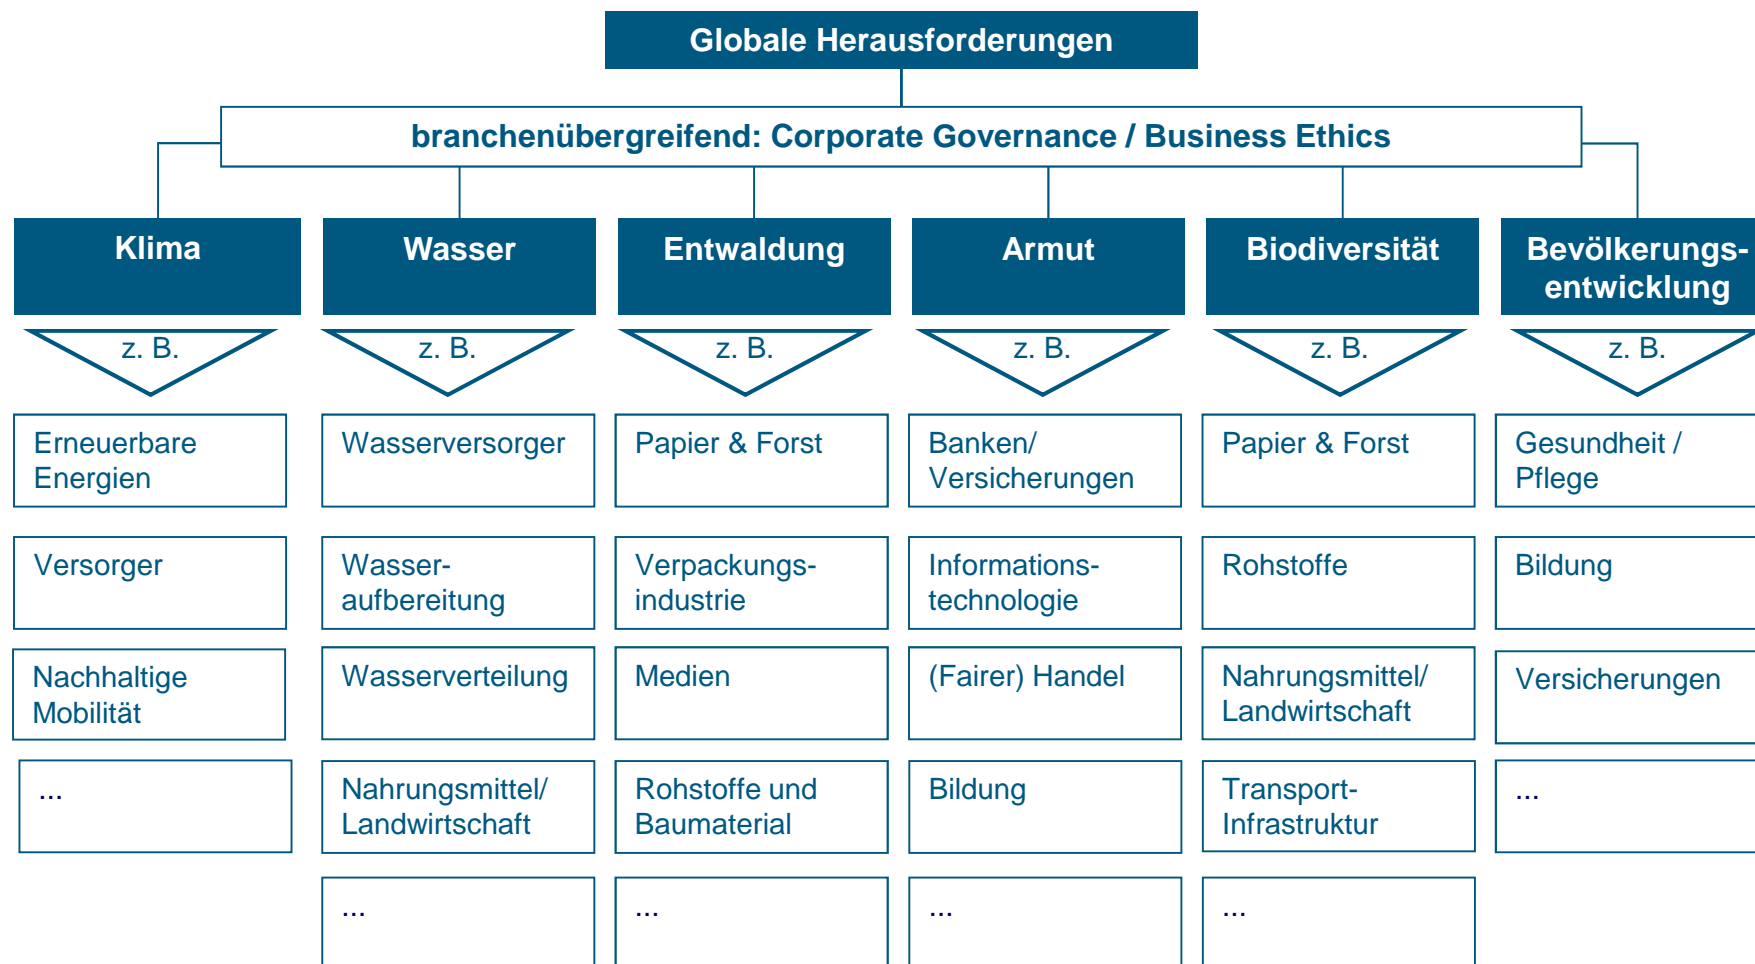 Globale Herausforderungen
branchenübergreifend: Corporate Governance / Business Ethics
Klima
Wasser
Entwaldung
Armut
Biodiversität
Bevölkerungs-
entwicklung
z. B.
z. B.
z. B.
z. B.
z. B.
z. B.
Erneuerbare
Energien
Wasserversorger
Papier & Forst
Banken/
Versicherungen
Papier & Forst
Gesundheit /
Pflege
Versorger
Wasser-
aufbereitung
Verpackungs-
industrie
Informations-
technologie
Rohstoffe
Bildung
Nachhaltige
Mobilität
Wasserverteilung
Medien
(Fairer) Handel
Nahrungsmittel/
Landwirtschaft
Versicherungen
...
Nahrungsmittel/
Landwirtschaft
Rohstoffe und
Baumaterial
Bildung
Transport-
Infrastruktur
...
...
...
...
...